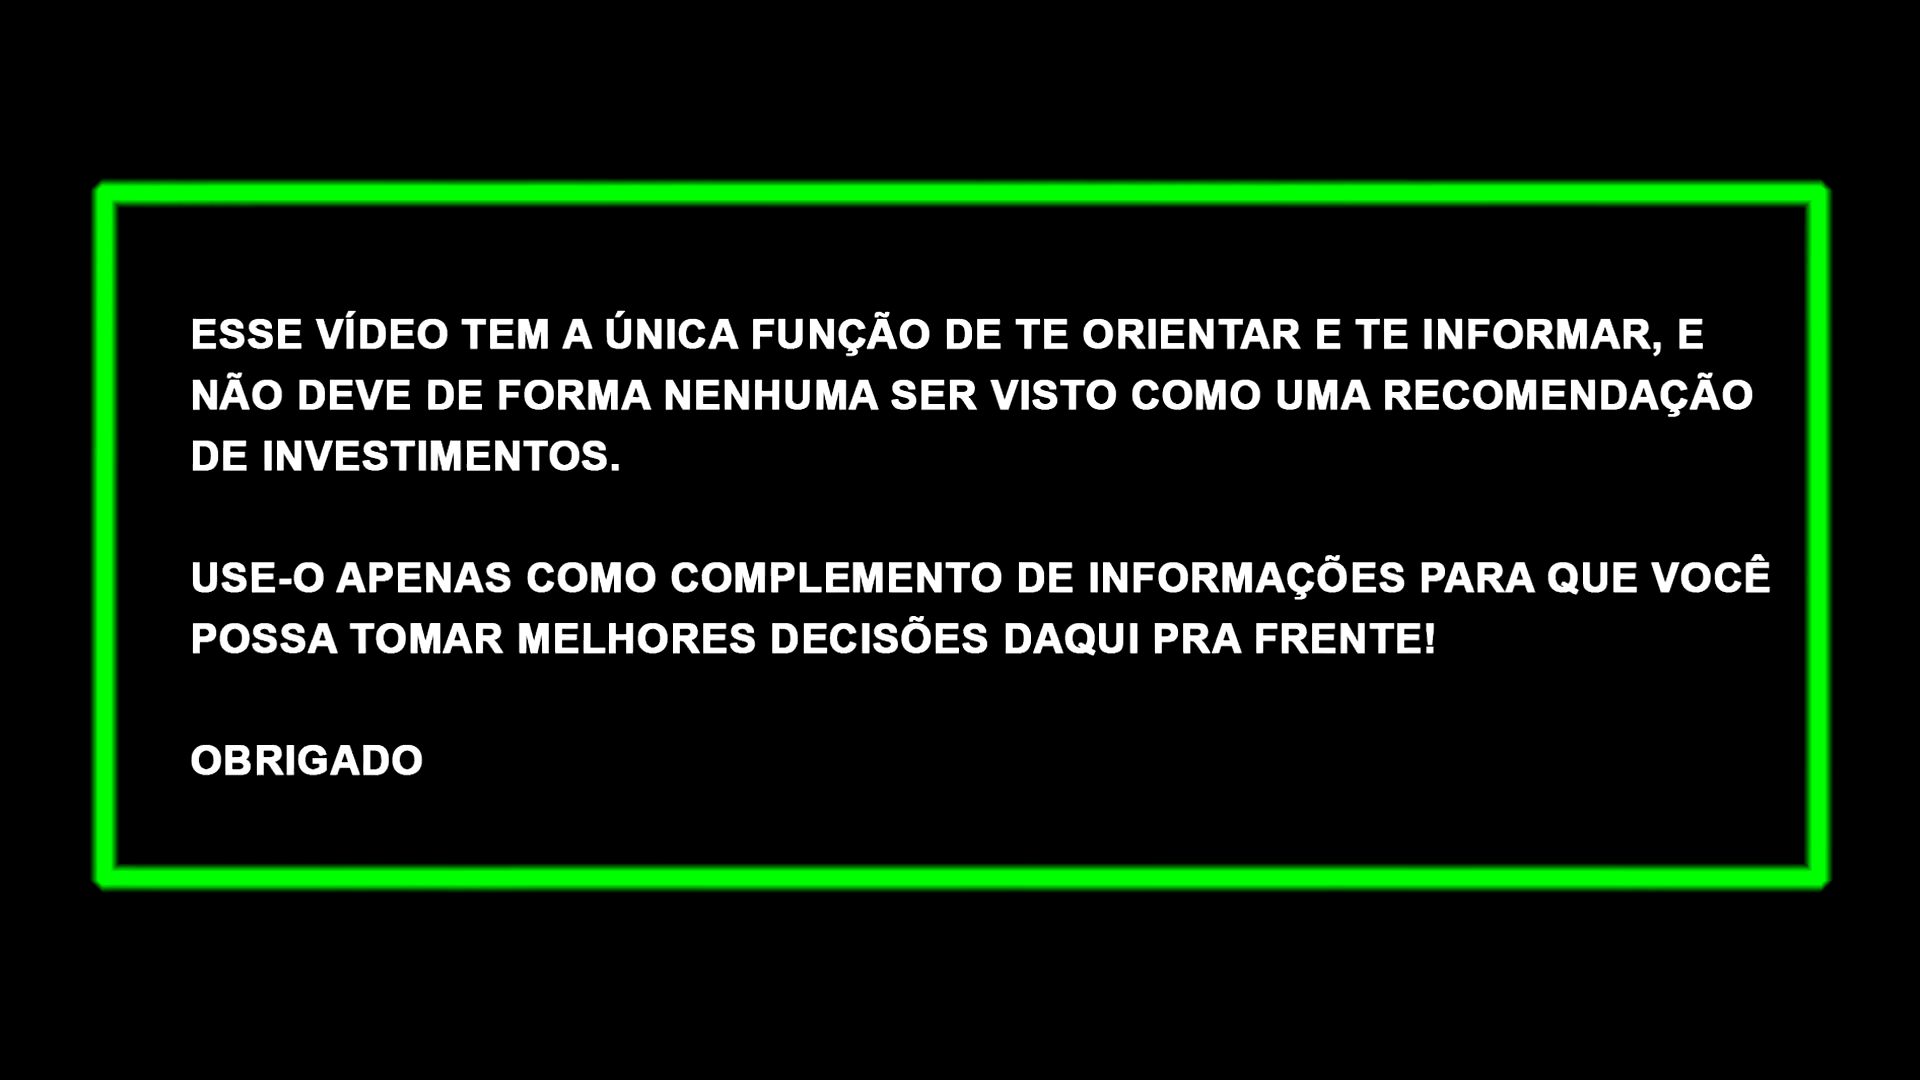 ESSE VÍDEO TEM A ÚNICA FUNÇÃO DE TE ORIENTAR E TE INFORMAR, E
NÃO DEVE DE FORMA NENHUMA SER VISTO COMO UMA RECOMENDAÇÃO
DE INVESTIMENTOS.
USE-O APENAS COMO COMPLEMENTO DE INFORMAÇÕES PARA QUE VOCÊ
POSSA TOMAR MELHORES DECISÕES DAQUI PRA FRENTE!
OBRIGADO